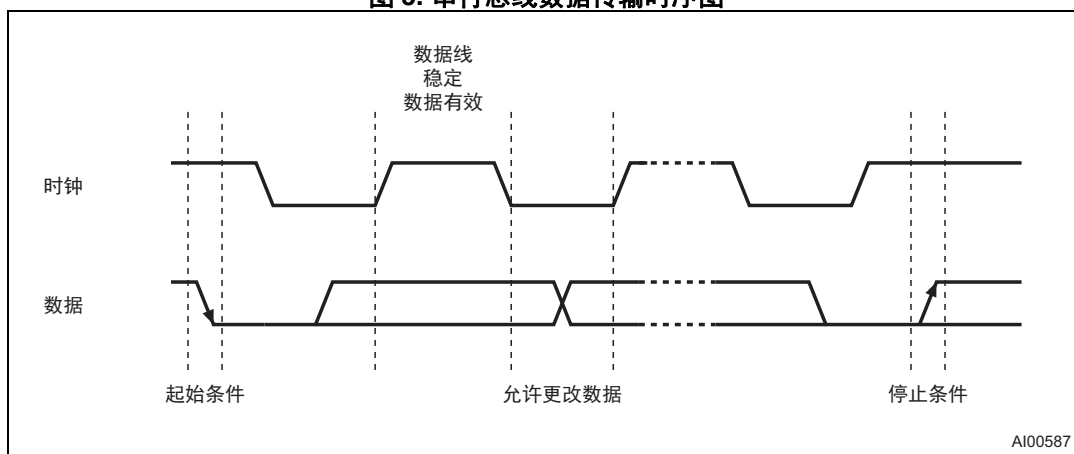 图 5. 串行总线数据传输时序图
数据线
稳定
数据有效
时钟
数据
起始条件
允许更改数据
停止条件
AI00587